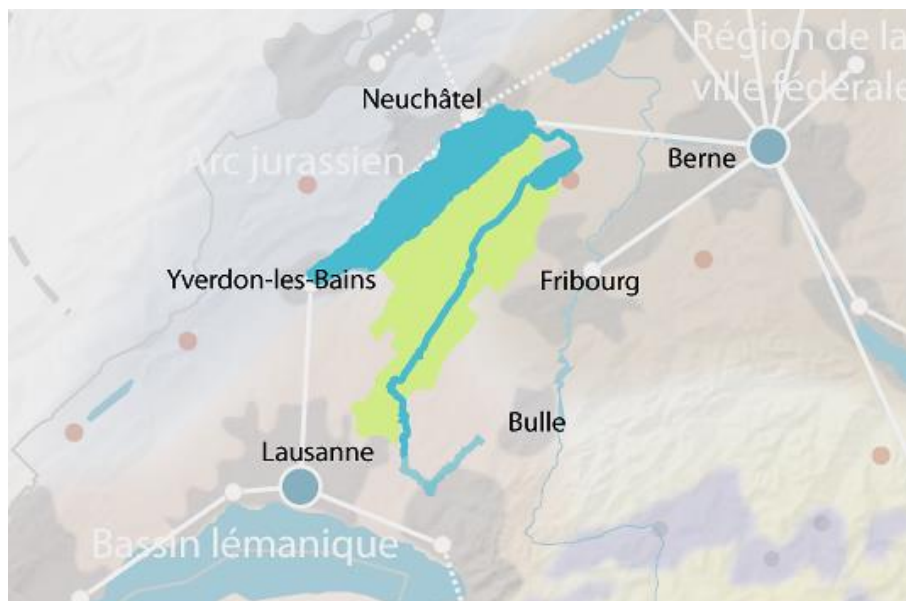 Région de la
ville fédérale
Neuchâtel
Arc jurassien
Berne
Yverdon-les-Bains
Fribourg
Bulle
Lausanne
Bassin lémanique